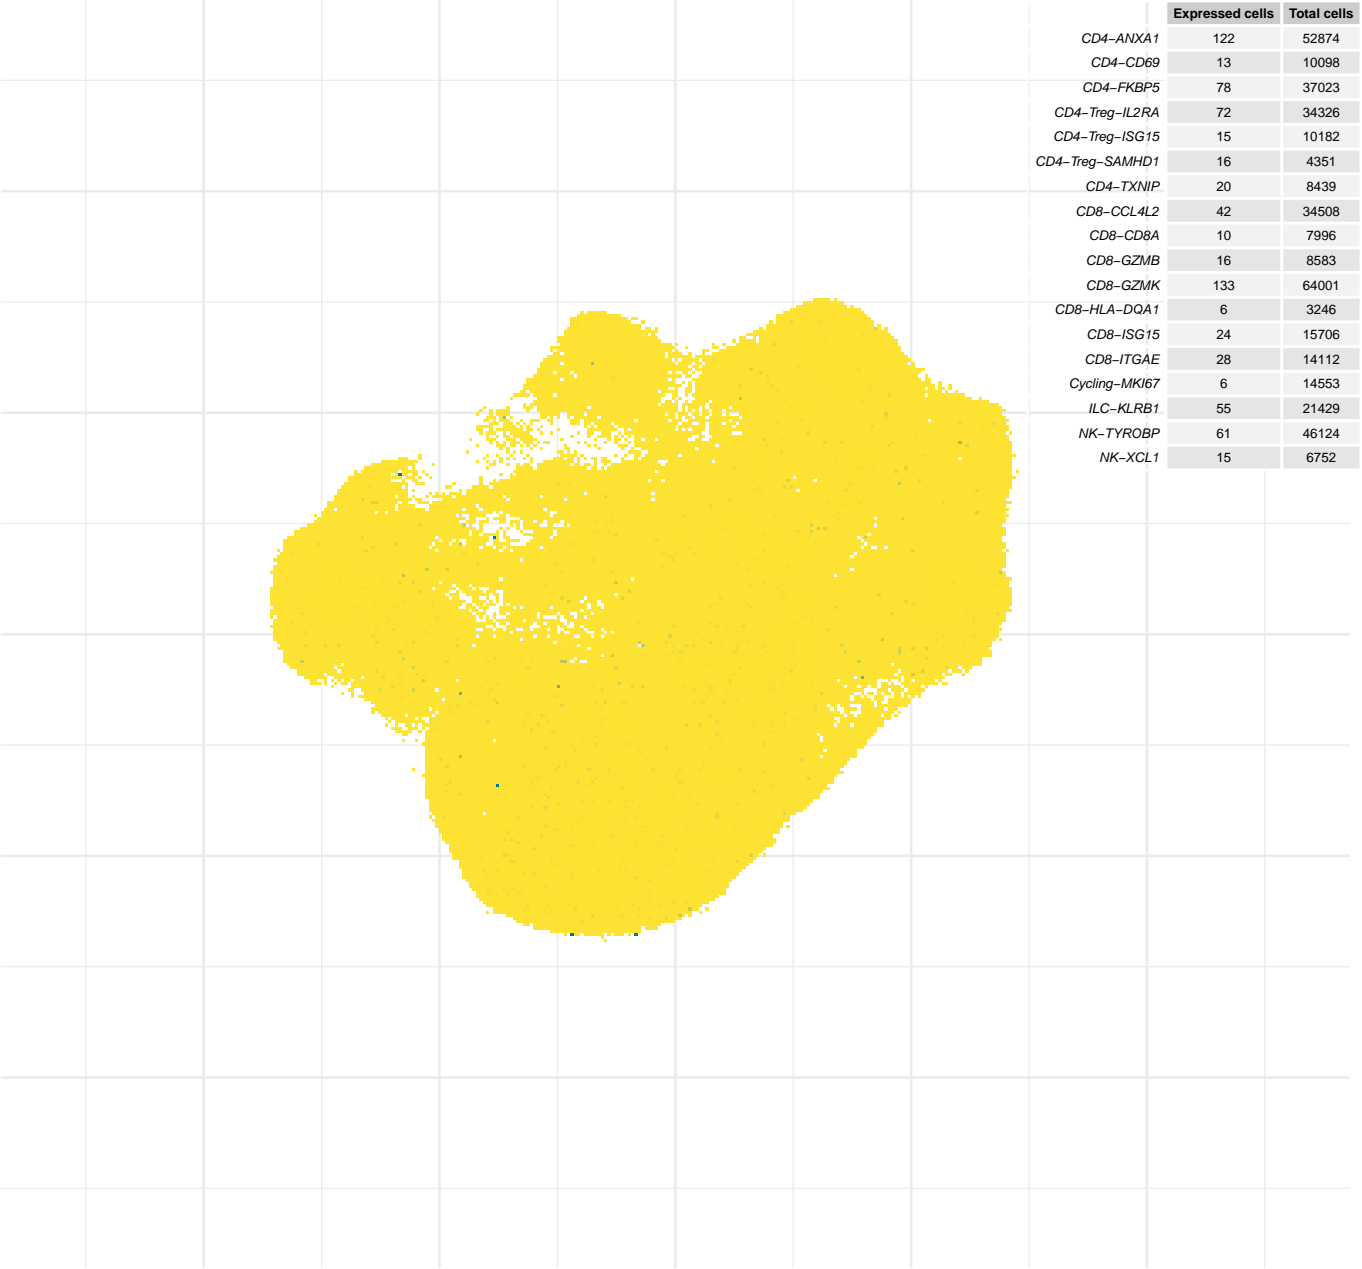 Expressed cells Total cells
CD4−ANXA1 122 52874
CD4−CD69 13 10098
CD4−FKBP5 78 37023
CD4−Treg−IL2RA 72 34326
CD4−Treg−ISG15 15 10182
CD4−Treg−SAMHD1 16 4351
CD4−TXNIP 20 8439
CD8−CCL4L2 42 34508
CD8−CD8A 10 7996
CD8−GZMB 16 8583
CD8−GZMK 133 64001
CD8−HLA−DQA1 6 3246
CD8−ISG15 24 15706
CD8−ITGAE 28 14112
Cycling−MKI67 6 14553
ILC−KLRB1 55 21429
NK−TYROBP 61 46124
NK−XCL1 15 6752